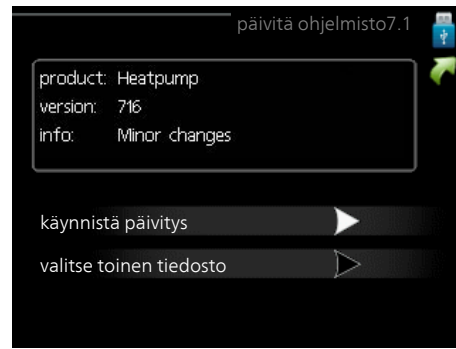 päivitä ohjelmisto7.1
product: Heatpump
version: 716
info: Minor changes
käynnistä päivitys
valitse toinen tiedosto